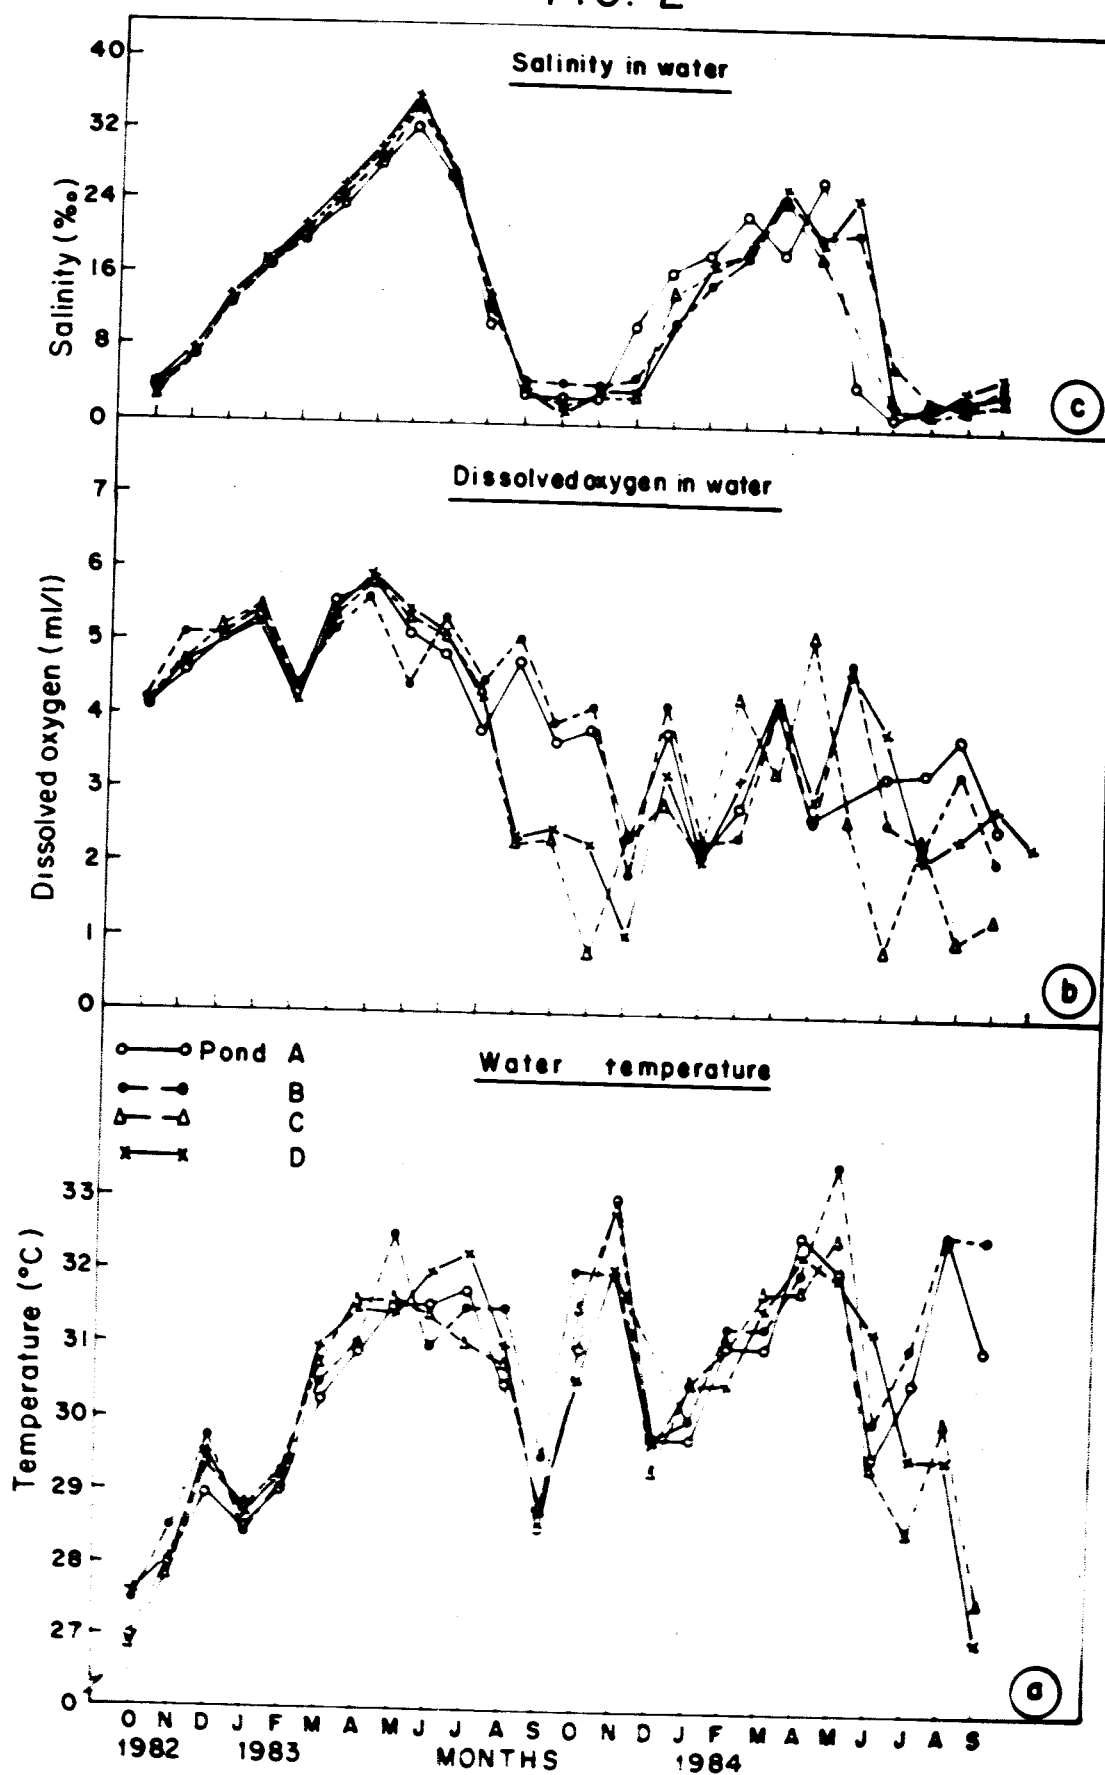 FIG. 2
Salinity in water
40
32
24
16
8
0
Salinity (‰)
c
Dissolved oxygen in water
7
6
5
4
3
2
1
0
Dissolved oxygen (ml/l)
b
Pond A
B
C
D
Water temperature
33
32
31
30
29
28
27
0
Temperature (°C)
a
O N D J F M A M J J A S O N D J F M A M J J A S
1982 1983 MONTHS 1984